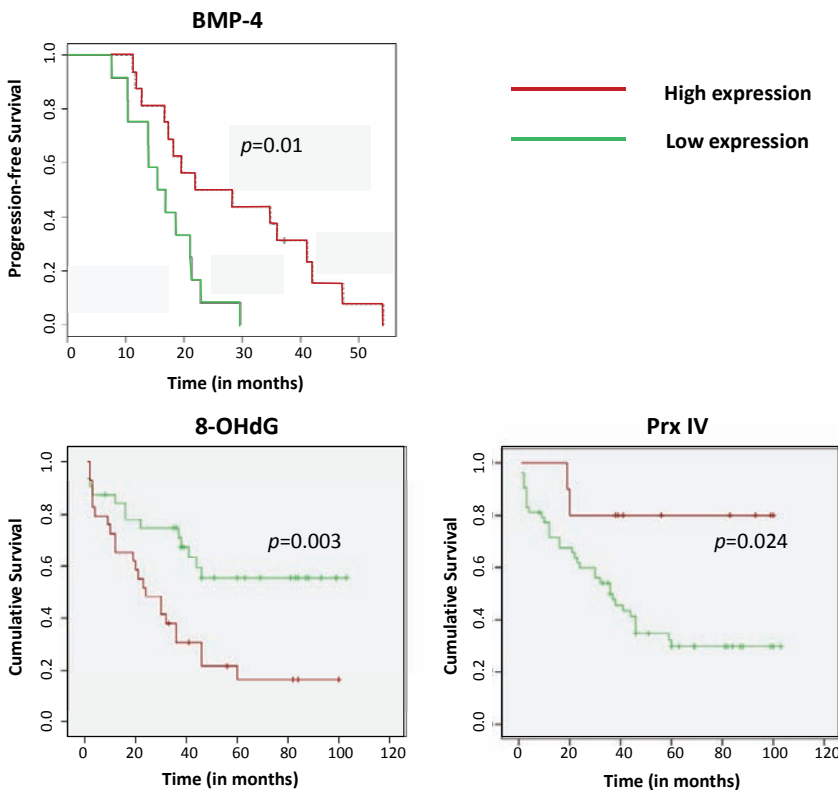 BMP-4
High expression
Low expression
p=0.01
Progression-free Survival
1.0
0.8
0.6
0.4
0.2
0.0
0 10 20 30 40 50
Time (in months)
8-OHdG
p=0.003
Cumulative Survival
1.0
0.8
0.6
0.4
0.2
0.0
0 20 40 60 80 100 120
Time (in months)
Prx IV
p=0.024
Cumulative Survival
1.0
0.8
0.6
0.4
0.2
0.0
0 20 40 60 80 100 120
Time (in months)